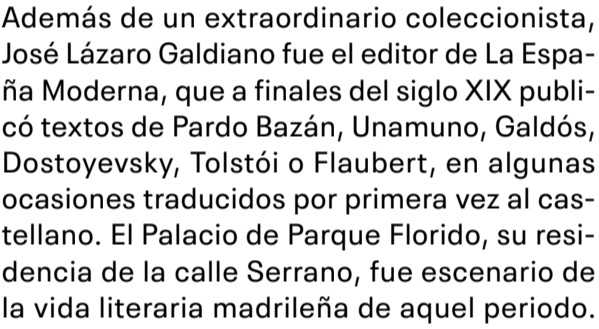 Además de un extraordinario coleccionista,
José Lázaro Galdiano fue el editor de La Espa-
ña Moderna, que a finales del siglo XIX publi-
có textos de Pardo Bazán, Unamuno, Galdós,
Dostoyevsky, Tolstói o Flaubert, en algunas
ocasiones traducidos por primera vez al cas-
tellano. El Palacio de Parque Florido, su resi-
dencia de la calle Serrano, fue escenario de
la vida literaria madrileña de aquel periodo.